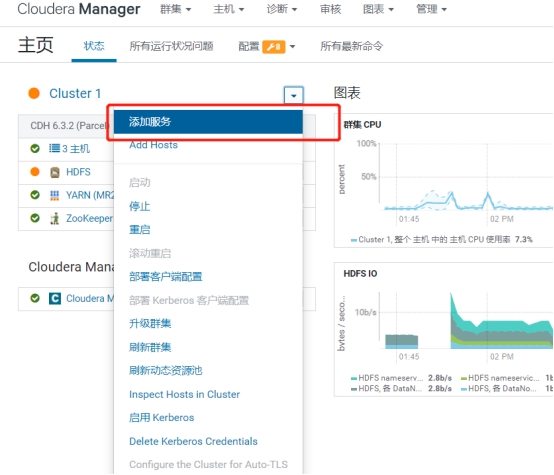 Cloudera Manager 群集 主机 诊断 审核 图表 管理
主页 状态 所有运行状况问题 配置 8 所有最新命令
Cluster 1
CDH 6.3.2 (Parcel
3 主机
HDFS
YARN (MR2
ZooKeeper
Cloudera Mana
Cloudera M
添加服务
Add Hosts
启动
停止
重启
滚动重启
部署客户端配置
部署 Kerberos 客户端配置
升级群集
刷新群集
刷新动态资源池
Inspect Hosts in Cluster
启用 Kerberos
Delete Kerberos Credentials
Configure the Cluster for Auto-TLS
图表
群集 CPU
percent
100%
50%
01:45 02 PM
Cluster 1, 整个 主机 中的 主机 CPU 使用率 7.3%
HDFS IO
bytes / seco...
10b/s
01:45 02 PM
HDFS nameserv... 2.8b/s HDFS nameservic... 1b
HDFS, 各 DataNo... 2.8b/s HDFS, 各 DataNo... 1b